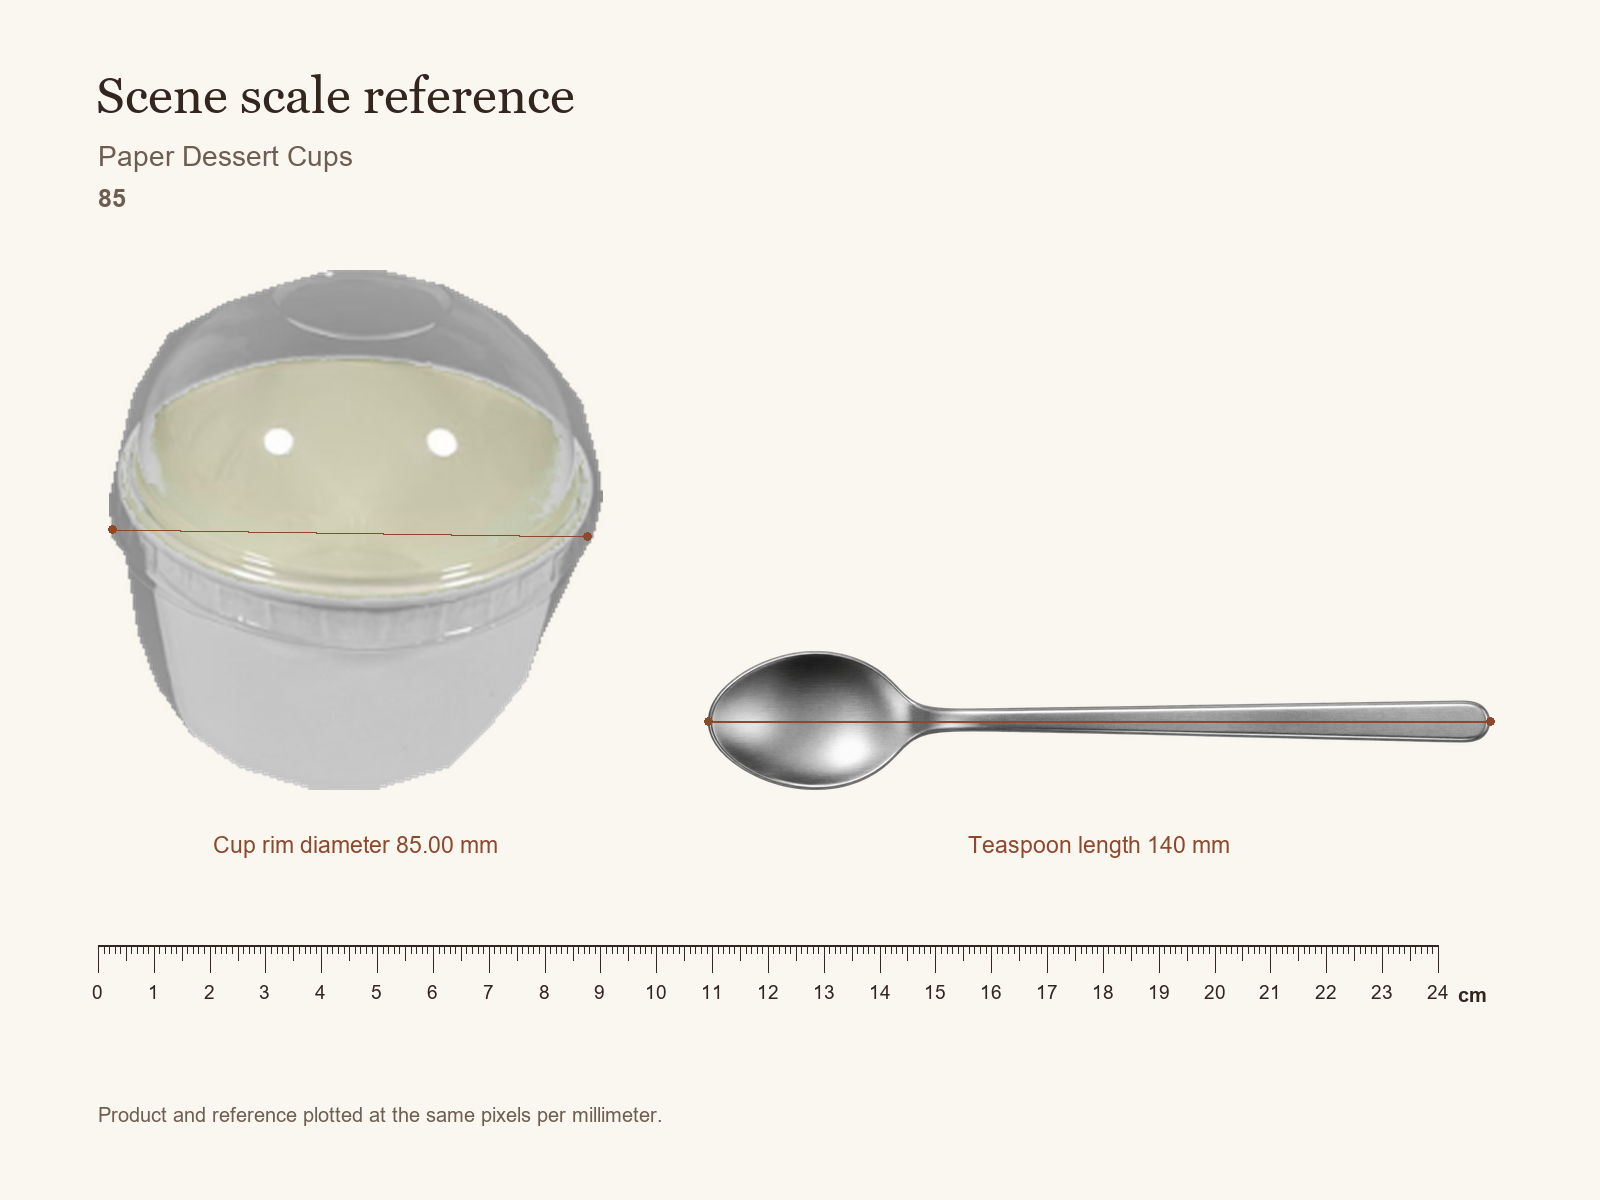 Scene scale reference
Paper Dessert Cups
85
Cup rim diameter 85.00 mm
Teaspoon length 140 mm
0 1 2 3 4 5 6 7 8 9 10 11 12 13 14 15 16 17 18 19 20 21 22 23 24 cm
Product and reference plotted at the same pixels per millimeter.